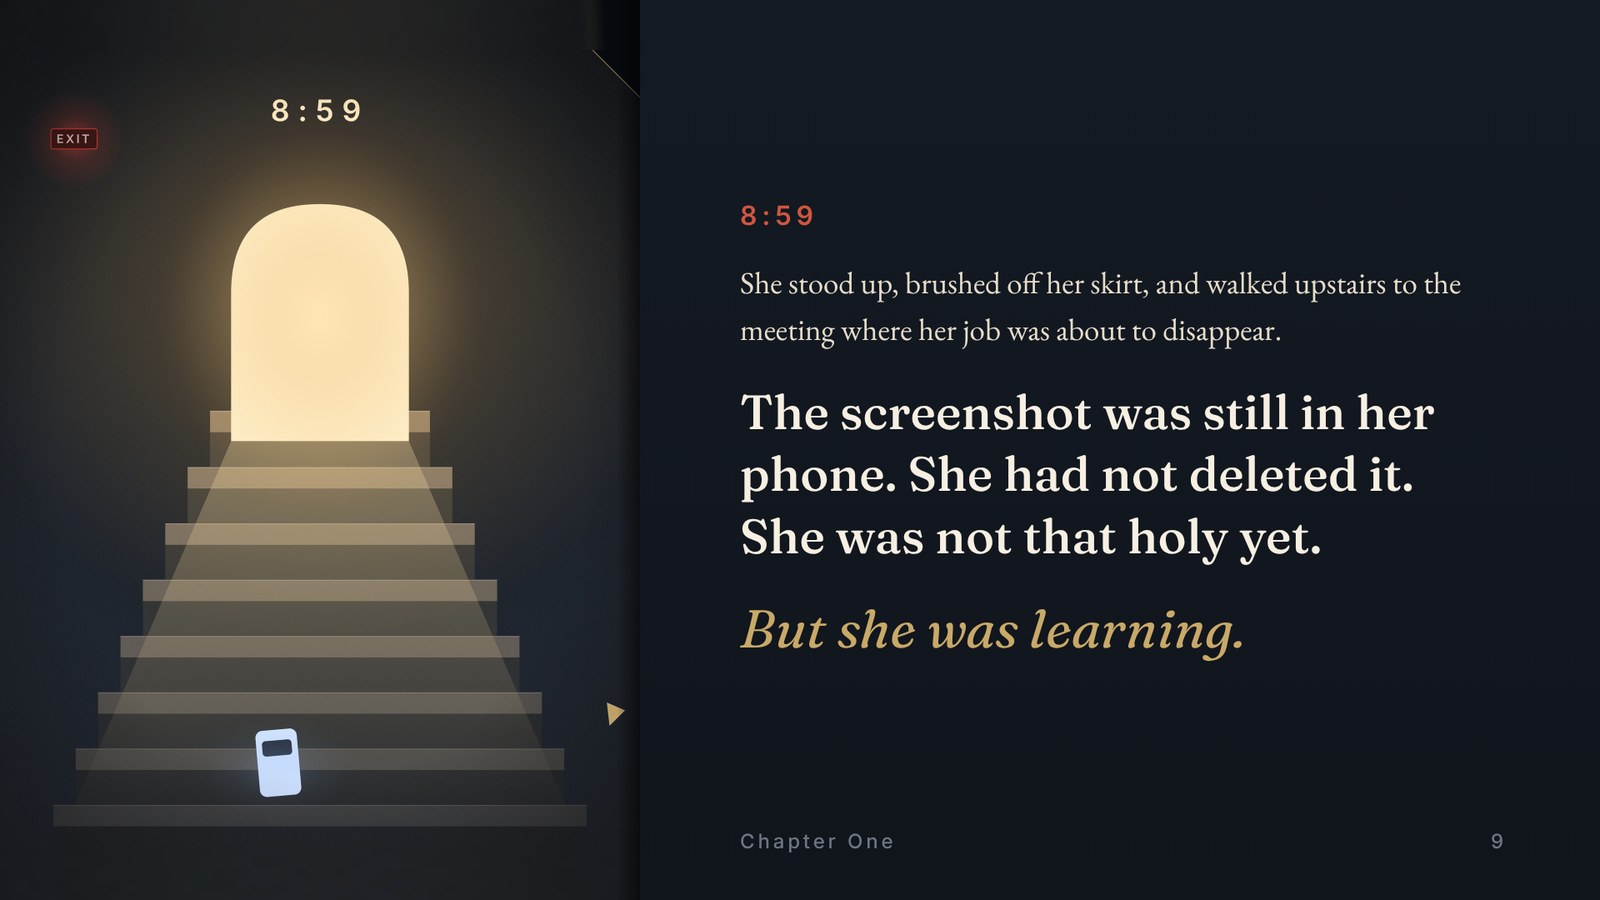 8:59
EXIT
8:59
She stood up, brushed off her skirt, and walked upstairs to the
meeting where her job was about to disappear.
The screenshot was still in her
phone. She had not deleted it.
She was not that holy yet.
But she was learning.
Chapter One
9